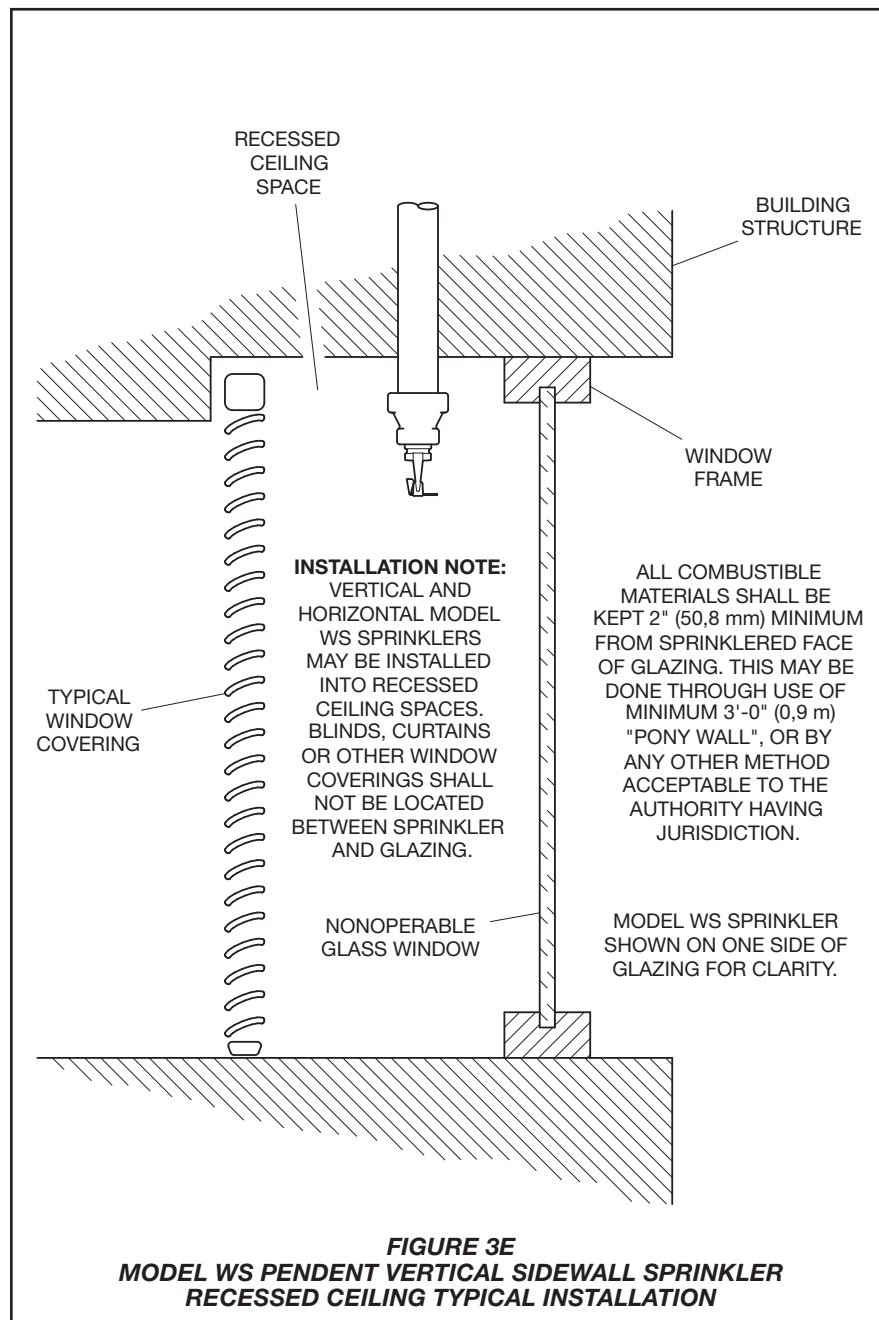 RECESSED
CEILING
SPACE
BUILDING
STRUCTURE
WINDOW
FRAME
INSTALLATION NOTE:
VERTICAL AND
HORIZONTAL MODEL
WS SPRINKLERS
MAY BE INSTALLED
INTO RECESSED
CEILING SPACES.
BLINDS, CURTAINS
OR OTHER WINDOW
COVERINGS SHALL
NOT BE LOCATED
BETWEEN SPRINKLER
AND GLAZING.
ALL COMBUSTIBLE
MATERIALS SHALL BE
KEPT 2" (50,8 mm) MINIMUM
FROM SPRINKLERED FACE
OF GLAZING. THIS MAY BE
DONE THROUGH USE OF
MINIMUM 3'-0" (0,9 m)
"PONY WALL", OR BY
ANY OTHER METHOD
ACCEPTABLE TO THE
AUTHORITY HAVING
JURISDICTION.
TYPICAL
WINDOW
COVERING
NONOPERABLE
GLASS WINDOW
MODEL WS SPRINKLER
SHOWN ON ONE SIDE OF
GLAZING FOR CLARITY.
FIGURE 3E
MODEL WS PENDENT VERTICAL SIDEWALL SPRINKLER
RECESSED CEILING TYPICAL INSTALLATION